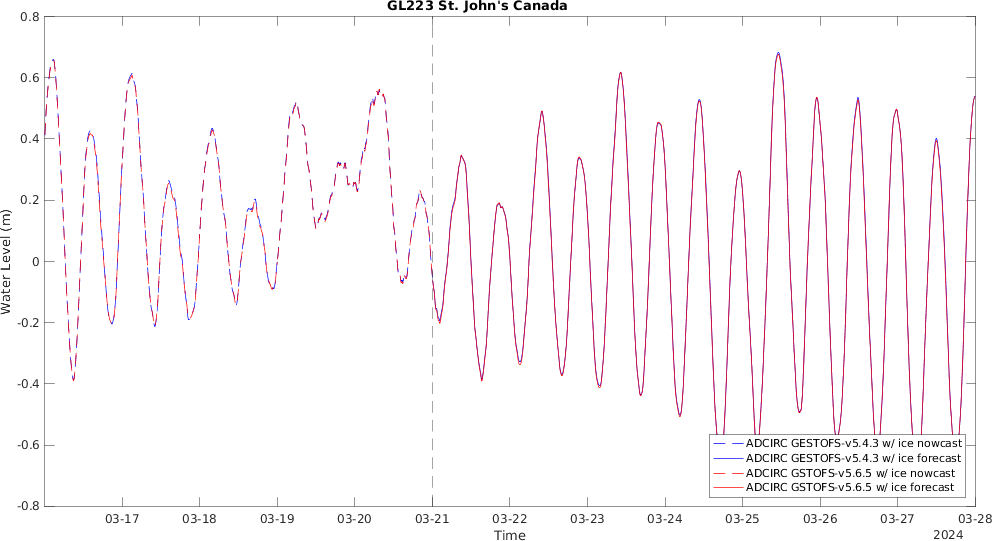 GL223 St. John's Canada
Water Level (m)
0.8
0.6
0.4
0.2
0
-0.2
-0.4
-0.6
-0.8
03-17 03-18 03-19 03-20 03-21 03-22 03-23 03-24 03-25 03-26 03-27 03-28
Time
2024
ADCIRC GESTOFS-v5.4.3 w/ ice nowcast
ADCIRC GESTOFS-v5.4.3 w/ ice forecast
ADCIRC GSTOFS-v5.6.5 w/ ice nowcast
ADCIRC GSTOFS-v5.6.5 w/ ice forecast